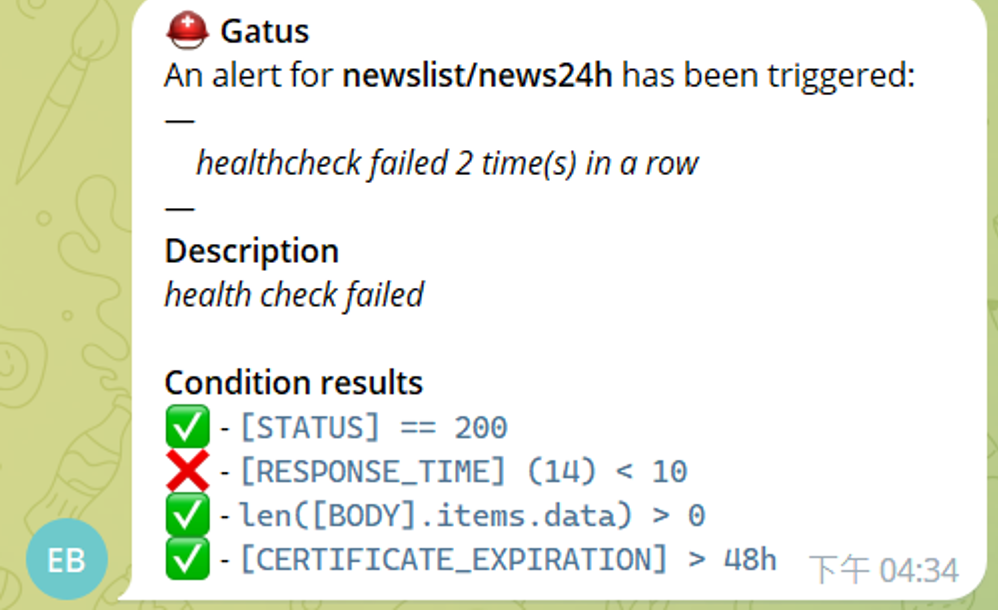 ⛑ Gatus
An alert for newslist/news24h has been triggered:
—
healthcheck failed 2 time(s) in a row
—
Description
health check failed
Condition results
✅ - [STATUS] == 200
❌ - [RESPONSE_TIME] (14) < 10
✅ - len([BODY].items.data) > 0
✅ - [CERTIFICATE_EXPIRATION] > 48h
EB
下午 04:34